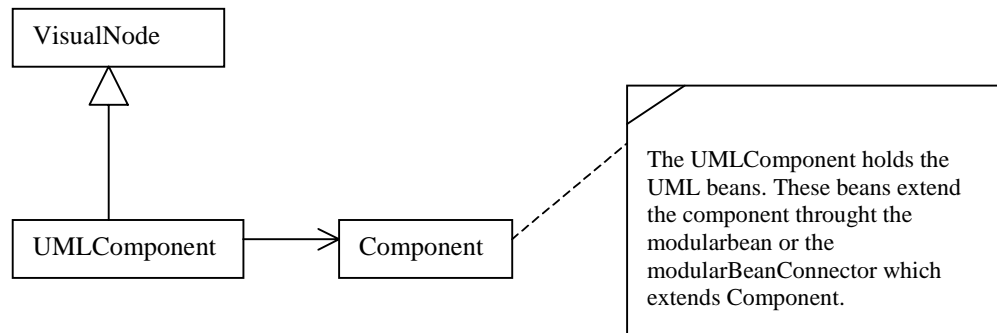 VisualNode
UMLComponent
Component
The UMLComponent holds the
UML beans. These beans extend
the component throught the
modularbean or the
modularBeanConnector which
extends Component.